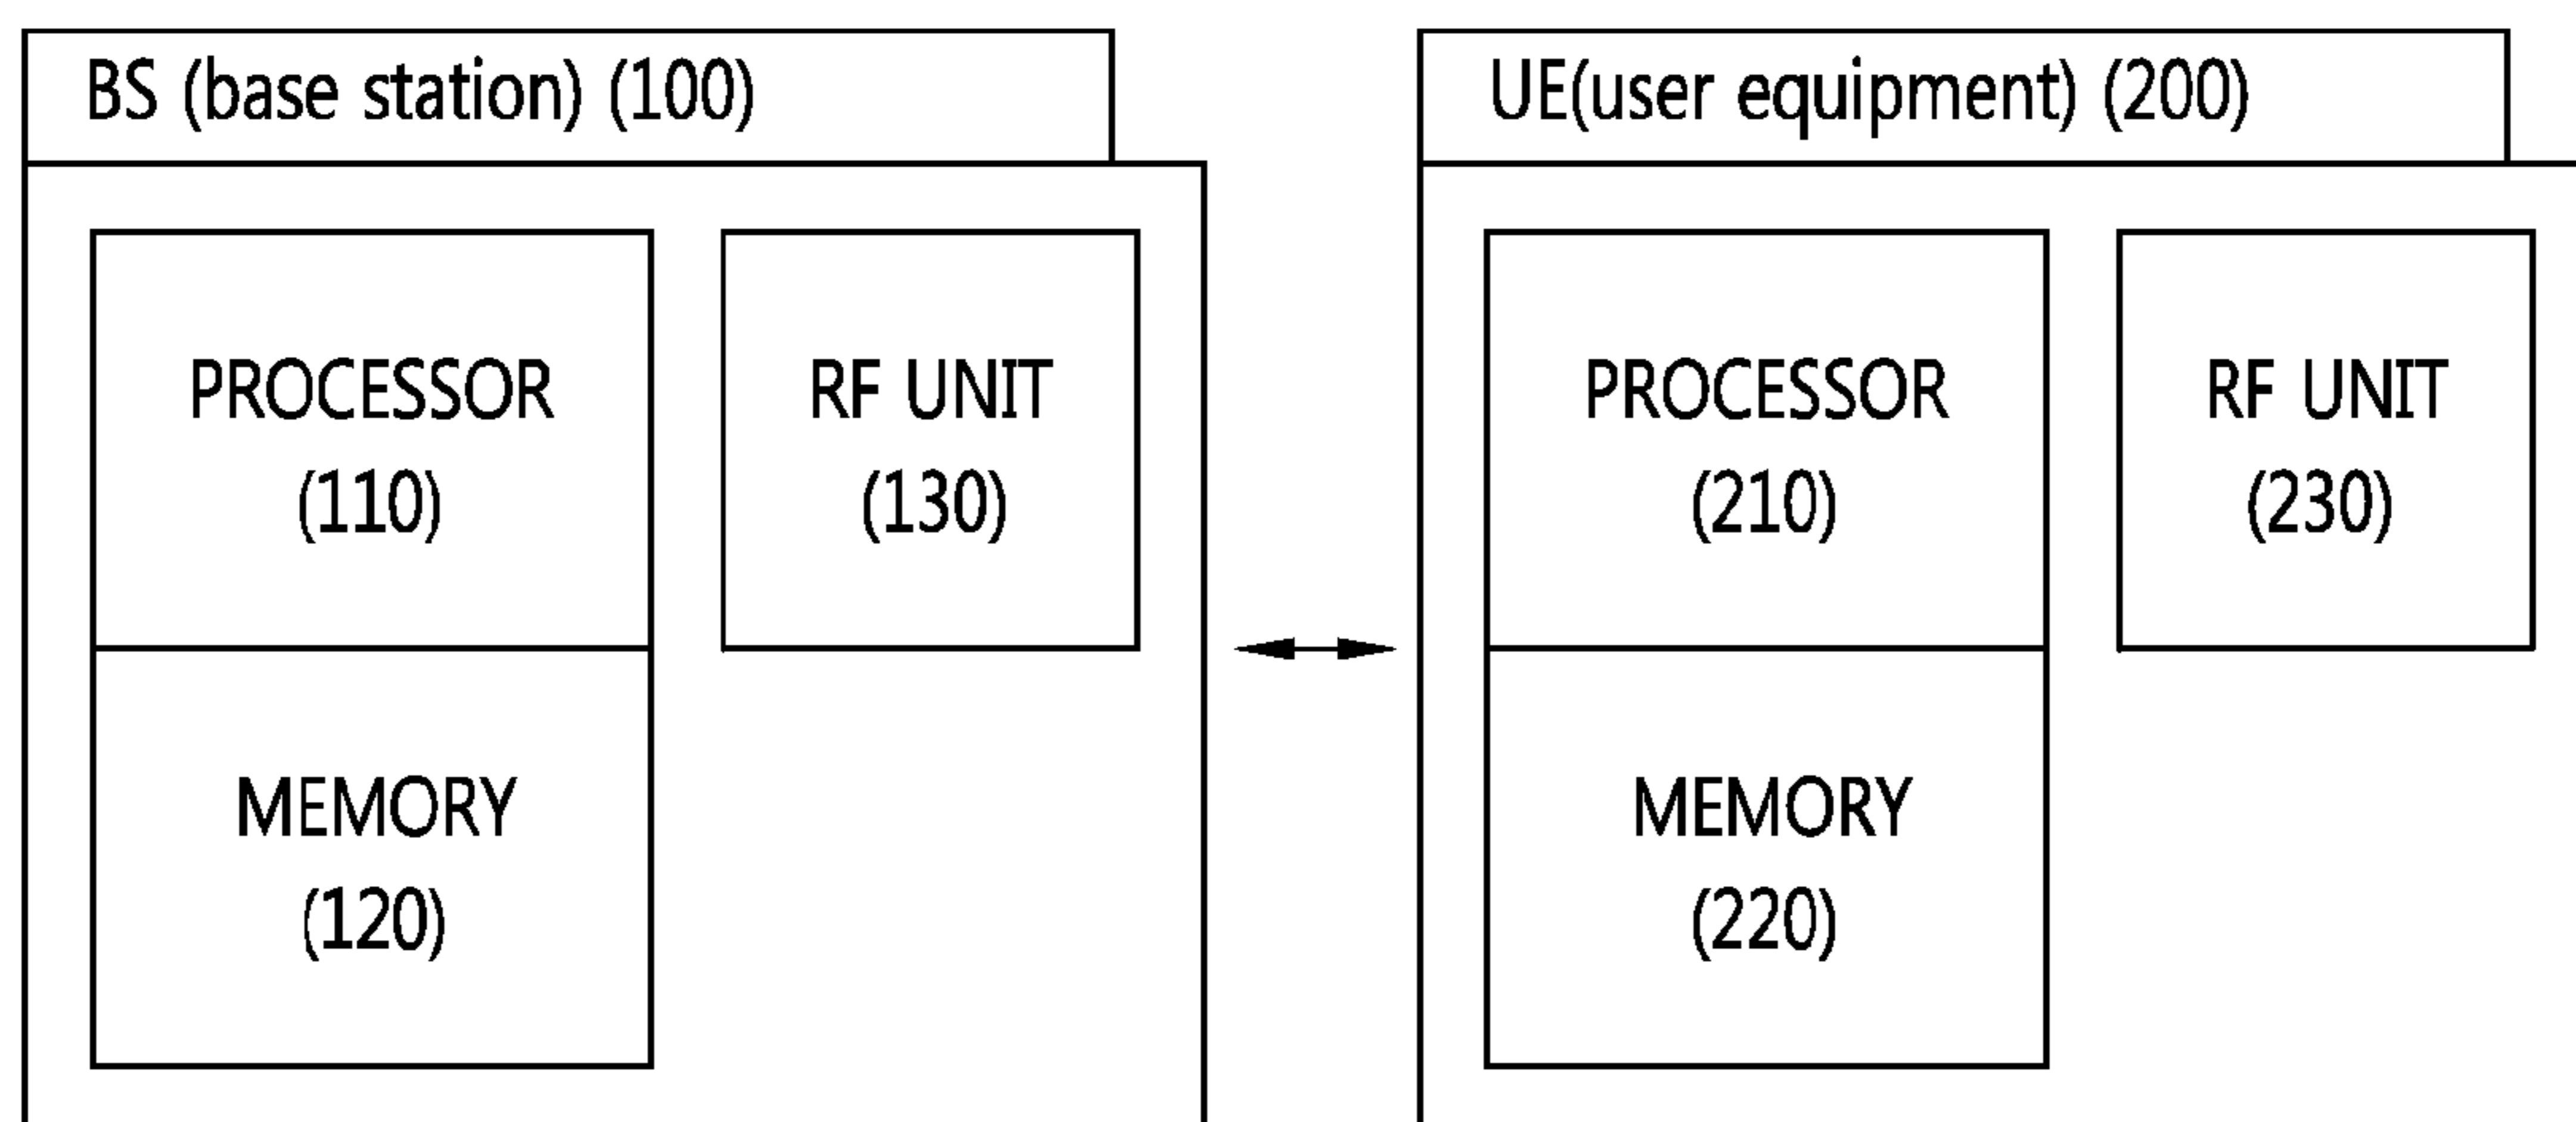 BS (base station) (100)
PROCESSOR
(110)
RF UNIT
(130)
MEMORY
(120)
UE(user equipment) (200)
PROCESSOR
(210)
RF UNIT
(230)
MEMORY
(220)